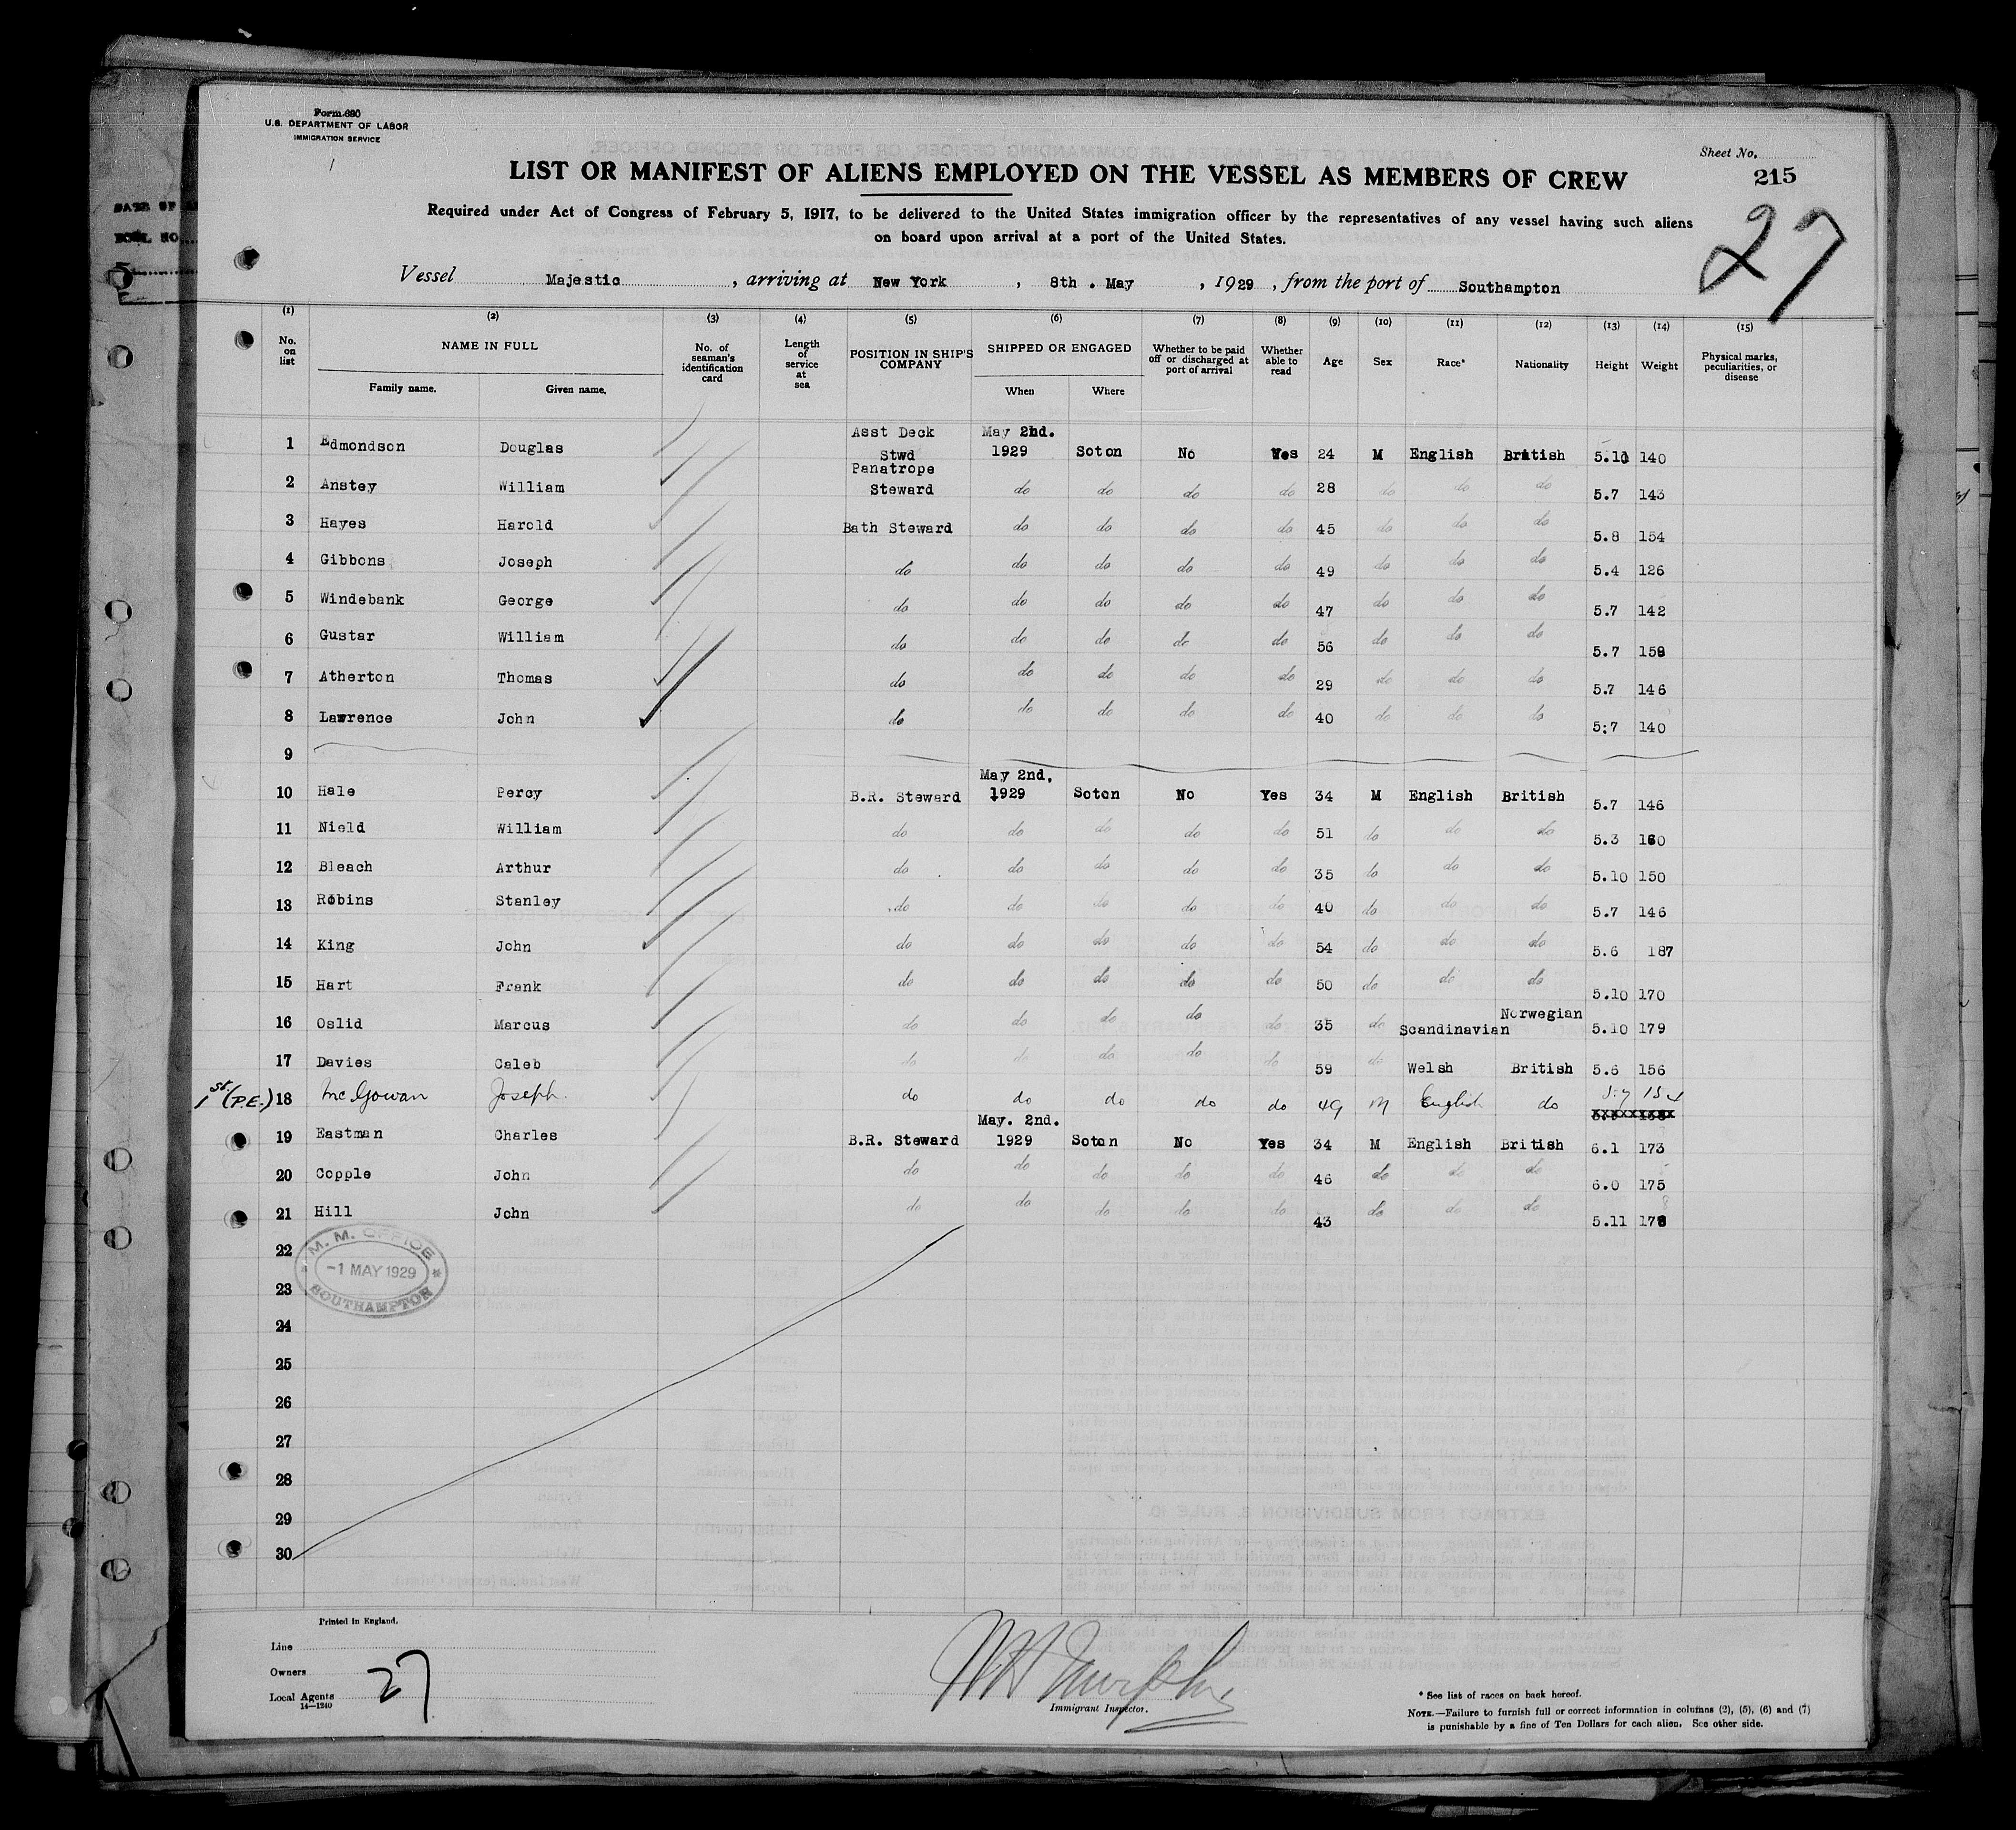 Form 680
U.S. DEPARTMENT OF LABOR
IMMIGRATION SERVICE
LIST OR MANIFEST OF ALIENS EMPLOYED ON THE VESSEL AS MEMBERS OF CREW
Sheet No.
215
27
Required under Act of Congress of February 5, 1917, to be delivered to the United States immigration officer by the representatives of any vessel having such aliens
on board upon arrival at a port of the United States.
Vessel Majestic, arriving at New York, 8th. May, 1929, from the port of Southampton
(1) (2) (3) (4) (5) (6) (7) (8) (9) (10) (11) (12) (13) (14) (15)
No. on list NAME IN FULL Family name. Given name. No. of seaman's identification card Length of service at sea POSITION IN SHIP'S COMPANY SHIPPED OR ENGAGED When Where Whether to be paid off or discharged at port of arrival Whether able to read Age Sex Race* Nationality Height Weight Physical marks, peculiarities, or disease
1 Edmondson Douglas Asst Deck Stwd May 2nd. 1929 Soton No Yes 24 M English British 140
2 Anstey William Panatrope Steward do do do do 28 do do do 5.7 143
3 Hayes Harold Bath Steward do do do do 45 do do do 5.8 154
4 Gibbons Joseph do do do do do 49 do do do 5.4 126
5 Windebank George do do do do do 47 do do do 5.7 142
6 Gustar William do do do do do 56 do do do 5.7
7 Atherton Thomas do do do do do 29 do do do 5.7 146
8 Lawrence John do do do do do 40 do do do 5:7 140
9
10 Hale Percy B.R. Steward May 2nd, 1929 Soton No Yes 34 M English British 5.7 146
11 Nield William do do do do do 51 do do do 5.3
12 Bleach Arthur do do do do do 35 do do do 5.10 150
13 Robins Stanley do do do do do 40 do do do 5.7 146
14 King John do do do do do 54 do do do 5.6 187
15 Hart Frank do do do do do 50 do do do 5.10 170
16 Oslid Marcus do do do do do 35 do Scandinavian Norwegian 5.10 179
17 Davies Caleb do do do do do 59 do Welsh British 5.6 156
1st (P.E.) 18 McGowan Joseph. do do do do do 49 M English do 5.7
19 Eastman Charles B.R. Steward May. 2nd. 1929 Soton No Yes 34 M English British 6.1 173
20 Copple John do do do do do 46 do do do 6.0 175
21 Hill John do do do do do 43 do do do 5.11 178
22
M. M. OFFICE
-1 MAY 1929
SOUTHAMPTON
23
24
25
26
27
28
29
30
Printed in England.
Line
Owners
Local Agents
14—1240
27
Immigrant Inspector.
* See list of races on back hereof.
NOTE.—Failure to furnish full or correct information in columns (2), (5), (6) and (7)
is punishable by a fine of Ten Dollars for each alien. See other side.